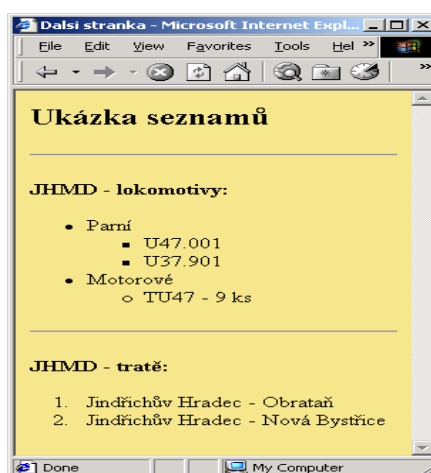 Dalsi stranka - Microsoft Internet Expl...
File Edit View Favorites Tools Hel »
»
Ukázka seznamů
JHMD - lokomotivy:
• Parní
▪ U47.001
▪ U37.901
• Motorové
○ TU47 - 9 ks
JHMD - tratě:
1. Jindřichův Hradec - Obrataň
2. Jindřichův Hradec - Nová Bystřice
Done My Computer